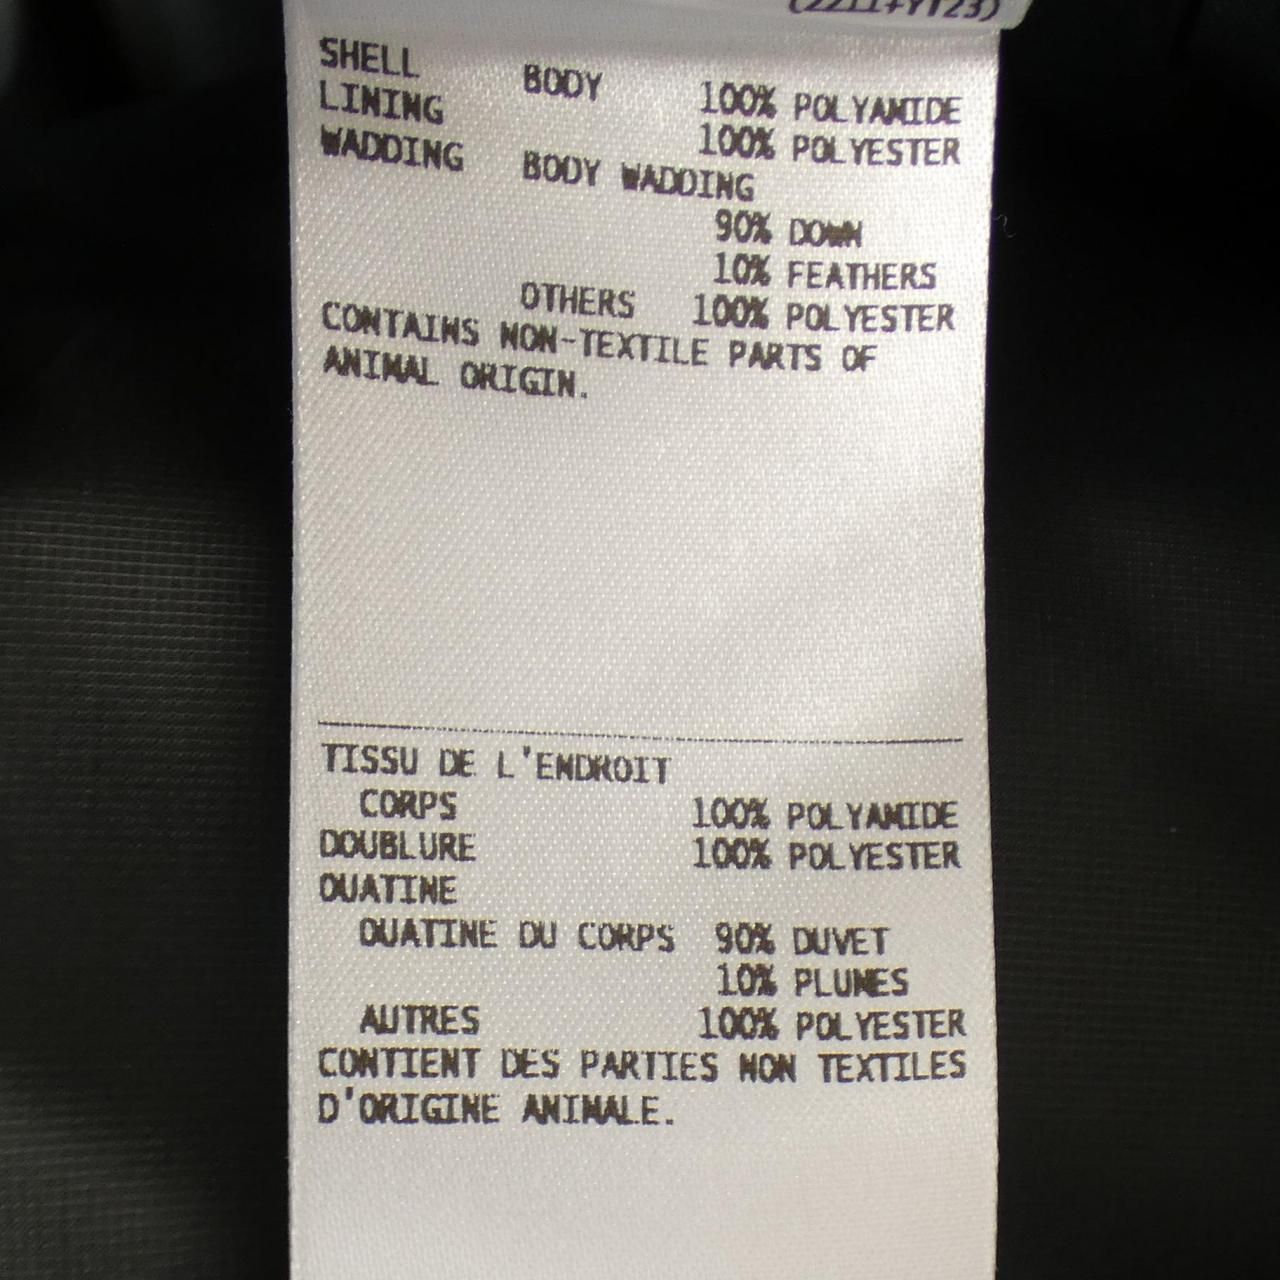 SHELL BODY 100% POLYAMIDE
LINING 100% POLYESTER
WADDING BODY WADDING
90% DOWN
10% FEATHERS
OTHERS 100% POLYESTER
CONTAINS NON-TEXTILE PARTS OF
ANIMAL ORIGIN.
TISSU DE L'ENDROIT
CORPS 100% POLYAMIDE
DOUBLURE 100% POLYESTER
OUATINE
OUATINE DU CORPS 90% DUVET
10% PLUMES
AUTRES 100% POLYESTER
CONTIENT DES PARTIES NON TEXTILES
D'ORIGINE ANIMALE.